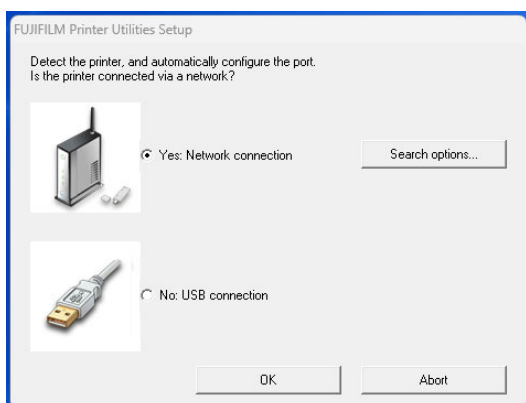 FUJIFILM Printer Utilities Setup
Detect the printer, and automatically configure the port.
Is the printer connected via a network?
Yes: Network connection
Search options...
No: USB connection
OK
Abort